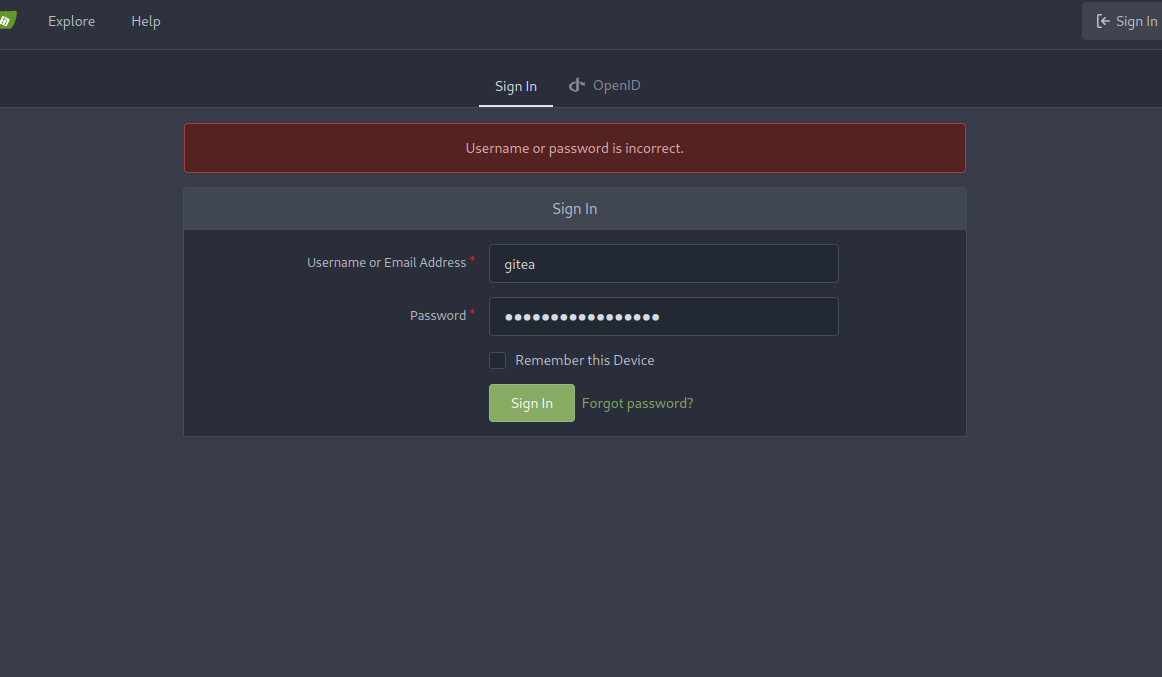 Explore Help Sign In
Sign In OpenID
Username or password is incorrect.
Sign In
Username or Email Address * gitea
Password * ●●●●●●●●●●●●●●●●●
Remember this Device
Sign In Forgot password?